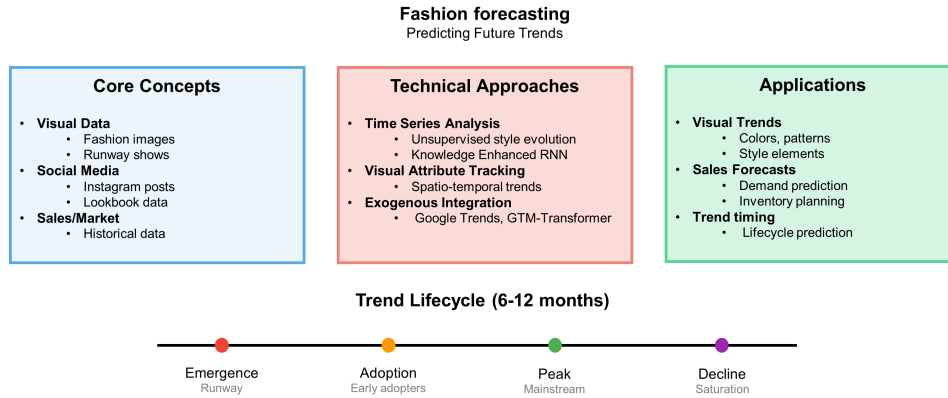 Fashion forecasting
Predicting Future Trends
Core Concepts
• Visual Data
• Fashion images
• Runway shows
• Social Media
• Instagram posts
• Lookbook data
• Sales/Market
• Historical data
Technical Approaches
• Time Series Analysis
• Unsupervised style evolution
• Knowledge Enhanced RNN
• Visual Attribute Tracking
• Spatio-temporal trends
• Exogenous Integration
• Google Trends, GTM-Transformer
Applications
• Visual Trends
• Colors, patterns
• Style elements
• Sales Forecasts
• Demand prediction
• Inventory planning
• Trend timing
• Lifecycle prediction
Trend Lifecycle (6-12 months)
Emergence
Runway
Adoption
Early adopters
Peak
Mainstream
Decline
Saturation